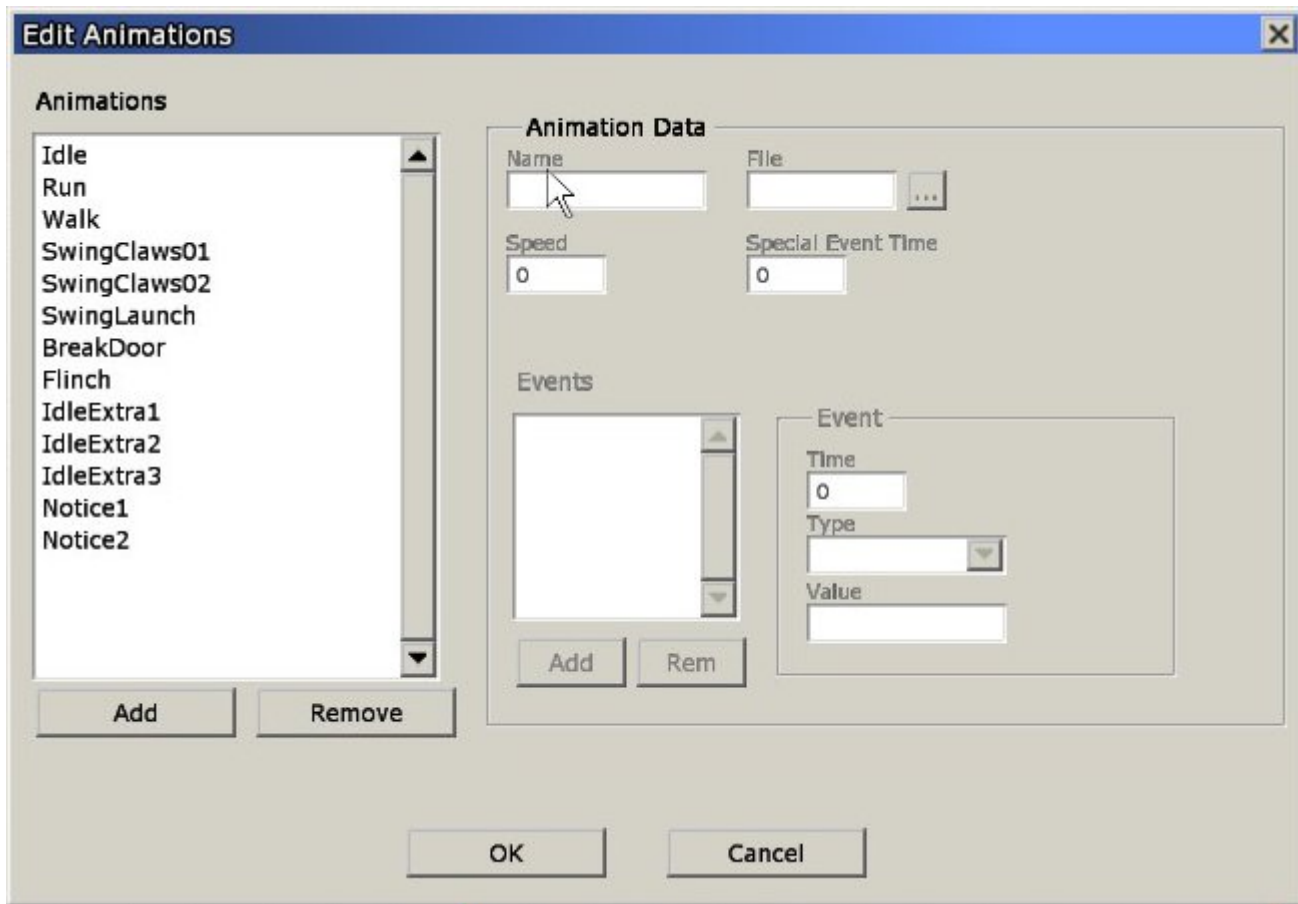 Edit Animations
Animations
Idle
Run
Walk
SwingClaws01
SwingClaws02
SwingLaunch
BreakDoor
Flinch
IdleExtra1
IdleExtra2
IdleExtra3
Notice1
Notice2
Add Remove
Animation Data
Name File
...
Speed Special Event Time
0 0
Events
Add Rem
Event
Time
0
Type
Value
OK Cancel